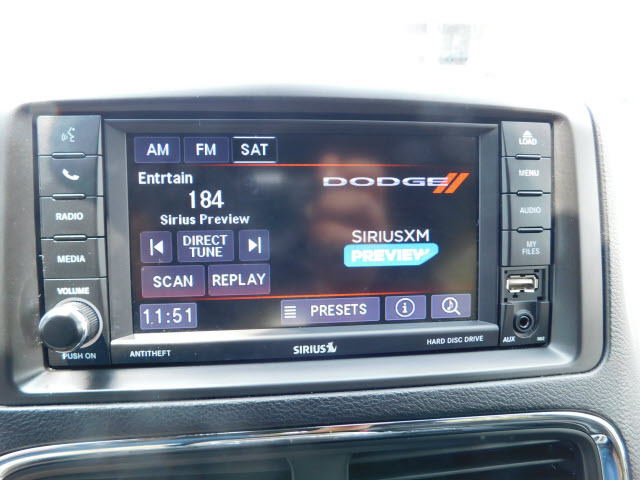 AM FM SAT
Entrtain
184
Sirius Preview
DIRECT
TUNE
SCAN REPLAY
11:51
PRESETS
DODGE
SIRIUSXM
PREVIEW
RADIO
MEDIA
VOLUME
PUSH ON
LOAD
MENU
AUDIO
MY
FILES
AUX
ANTITHEFT
SIRIUS
HARD DISC DRIVE